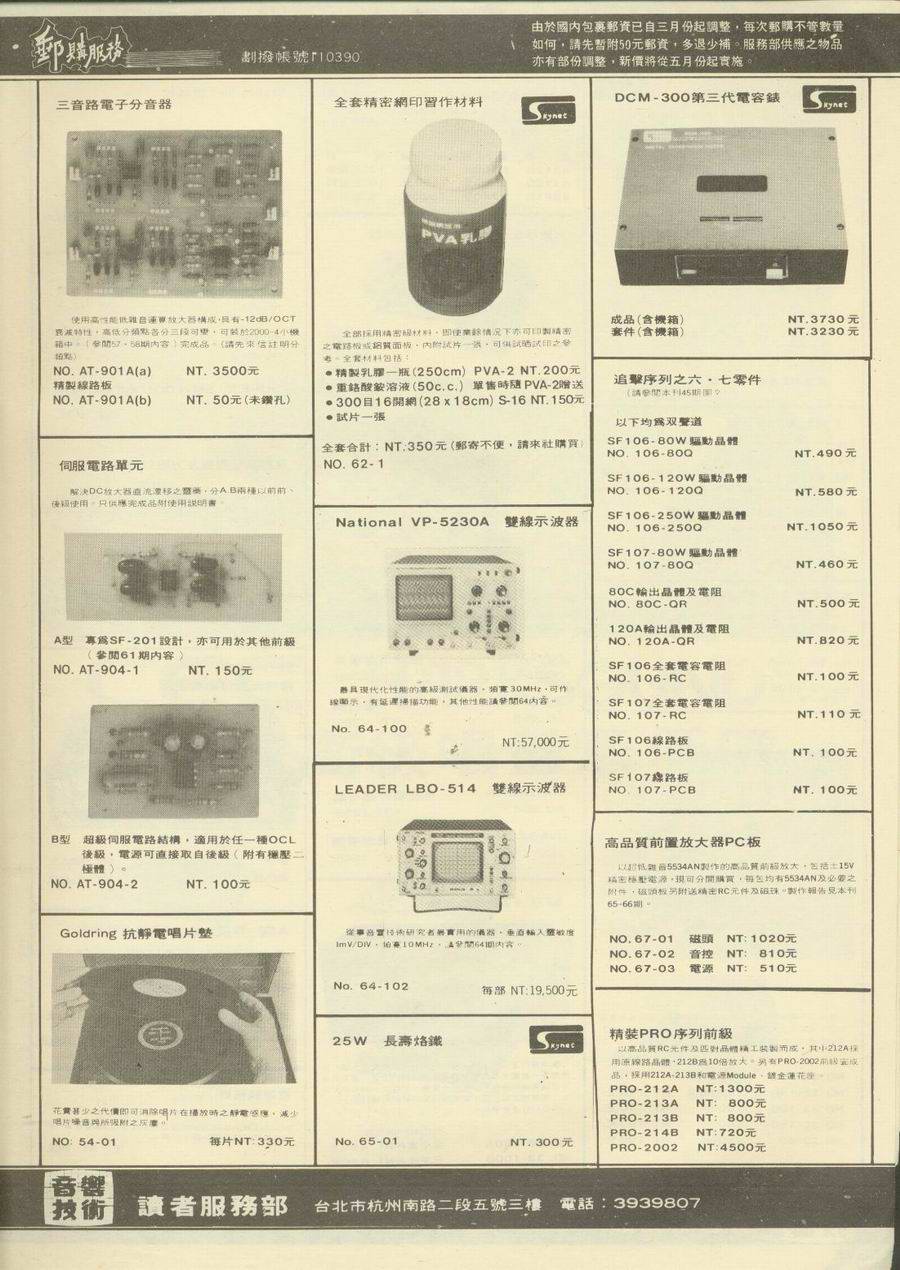 郵購服務
劃撥帳號110390
由於國內包裹郵資已自三月份起調整，每次郵購不管數量
如何，請先暫附50元郵資，多退少補。服務部供應之物品
亦有部份調整，新價將從五月份起實施。
三音路電子分音器
使用高性能低雜音運算放大器構成，具有-12dB/OCT
衰減特性，高低分頻點各分三段可變，可裝於2000-4小機
箱中。（參閱57、58期內容）完成品。（請先來信註明分
頻點）
NO. AT-901A(a) NT. 3500元
精製線路板
NO. AT-901A(b) NT. 50元(未鑽孔)
伺服電路單元
解決DC放大器直流漂移之靈藥，分A.B兩種以前前、
後級使用。只供應完成品附使用說明書。
A型 專爲SF-201設計，亦可用於其他前級
（參閱61期內容）
NO. AT-904-1 NT. 150元
B型 超級伺服電路結構，適用於任一種OCL
後級，電源可直接取自後級（附有穩壓二
極體）。
NO. AT-904-2 NT. 100元
Goldring 抗靜電唱片墊
花費甚少之代價即可消除唱片在播放時之靜電感應，減少
唱片噪音與所吸附之灰塵。
NO: 54-01 每片NT:330元
全套精密網印習作材料
Skynet
PVA乳膠
全部採用精密級材料，即使業餘情況下亦可印製精密
之電路板或鋁質面板，內附試片一張，可供試晒試印之參
考。全套材料包括：
●精製乳膠一瓶(250cm) PVA-2 NT.200元
●重鉻酸銨溶液(50c.c.) 單售時隨PVA-2贈送
●300目16開網(28x18cm) S-16 NT.150元
●試片一張
全套合計：NT.350元(郵寄不便，請來社購買)
NO. 62-1
National VP-5230A 雙線示波器
最具現代化性能的高級測試儀器，頻寬30MHz，可作
線顯示，有延遲掃描功能，其他性能請參閱64內容。
No. 64-100
NT:57,000元
LEADER LBO-514 雙線示波器
從事音響技術研究者最實用的儀器，垂直輸入靈敏度
1mV/DIV，頻寬10MHz，請參閱64期內容。
No. 64-102 每部 NT:19,500元
25W 長壽烙鐵
Skynet
No. 65-01 NT. 300元
DCM-300第三代電容錶
Skynet
成品(含機箱) NT.3730元
套件(含機箱) NT.3230元
追擊序列之六・七零件
（請參閱本刊45期
以下均爲双聲道
SF106-80W驅動晶體
NO. 106-80Q NT.490元
SF106-120W驅動晶體
NO. 106-120Q NT.580元
SF106-250W驅動晶體
NO. 106-250Q NT.1050元
SF107-80W驅動晶體
NO. 107-80Q NT.460元
80C輸出晶體及電阻
NO. 80C-QR NT.500元
120A輸出晶體及電阻
NO. 120A-QR NT.820元
SF106全套電容電阻
NO. 106-RC NT.100元
SF107全套電容電阻
NO. 107-RC NT.110元
SF106線路板
NO. 106-PCB NT. 100元
SF107線路板
NO. 107-PCB NT. 100元
高品質前置放大器PC板
以超低雜音5534AN製作的高品質前級放大，包括±15V
精密穩壓電源，現可分開購買，每包均有5534AN及必要之
附件，磁頭板另附送精密RC元件及磁珠。製作報告見本刊
65-66期。
NO.67-01 磁頭 NT: 1020元
NO.67-02 音控 NT: 810元
NO.67-03 電源 NT: 510元
精裝PRO序列前級
以高品質RC元件及匹對晶體精工裝製而成，其中212A採
用原線路晶體，212B爲10倍放大。另有PRO-2002前級完成
品，採用212A-213B和電源Module、鍍金蓮花座。
PRO-212A NT:1300元
PRO-213A NT: 800元
PRO-213B NT: 800元
PRO-214B NT:720元
PRO-2002 NT:4500元
音響
技術
讀者服務部 台北市杭州南路二段五號三樓 電話：3939807